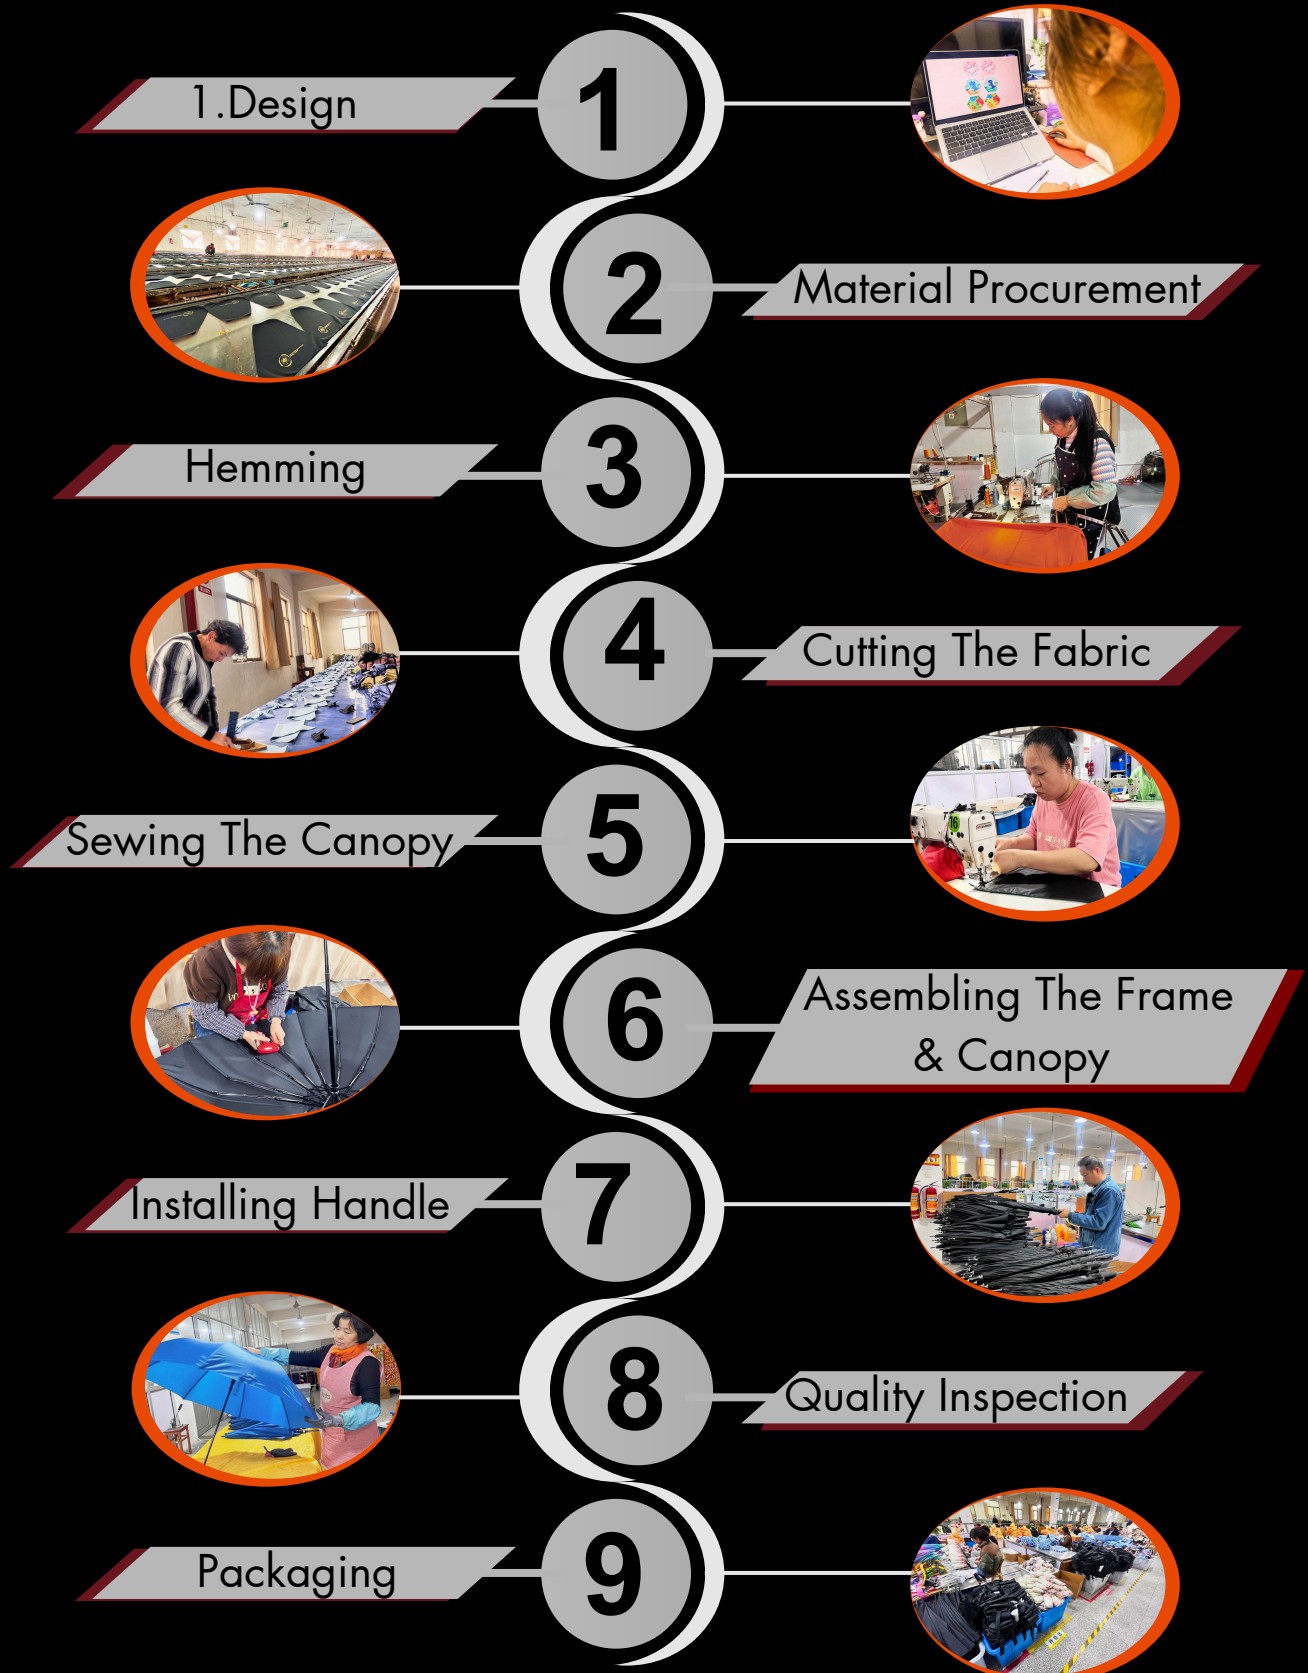 1.Design
1
2
Material Procurement
Hemming
3
4
Cutting The Fabric
Sewing The Canopy
5
16
6
Assembling The Frame
& Canopy
Installing Handle
7
8
Quality Inspection
Packaging
9